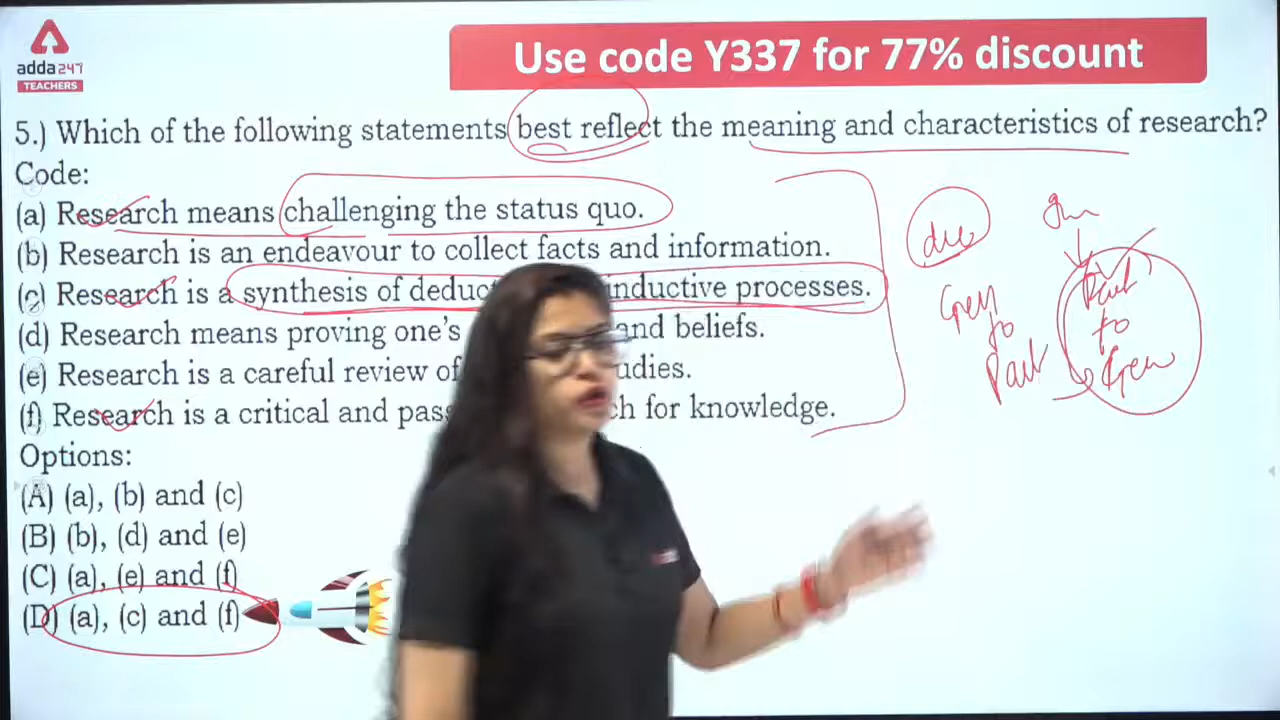 adda247
TEACHERS
Use code Y337 for 77% discount
5.) Which of the following statements best reflect the meaning and characteristics of research?
Code:
(a) Research means challenging the status quo.
(b) Research is an endeavour to collect facts and information.
(c) Research is a synthesis of deduct inductive processes.
(d) Research means proving one's and beliefs.
(e) Research is a careful review of udies.
(f) Research is a critical and pass ch for knowledge.
Options:
(A) (a), (b) and (c)
(B) (b), (d) and (e)
(C) (a), (e) and (f)
(D) (a), (c) and (f)
to
to